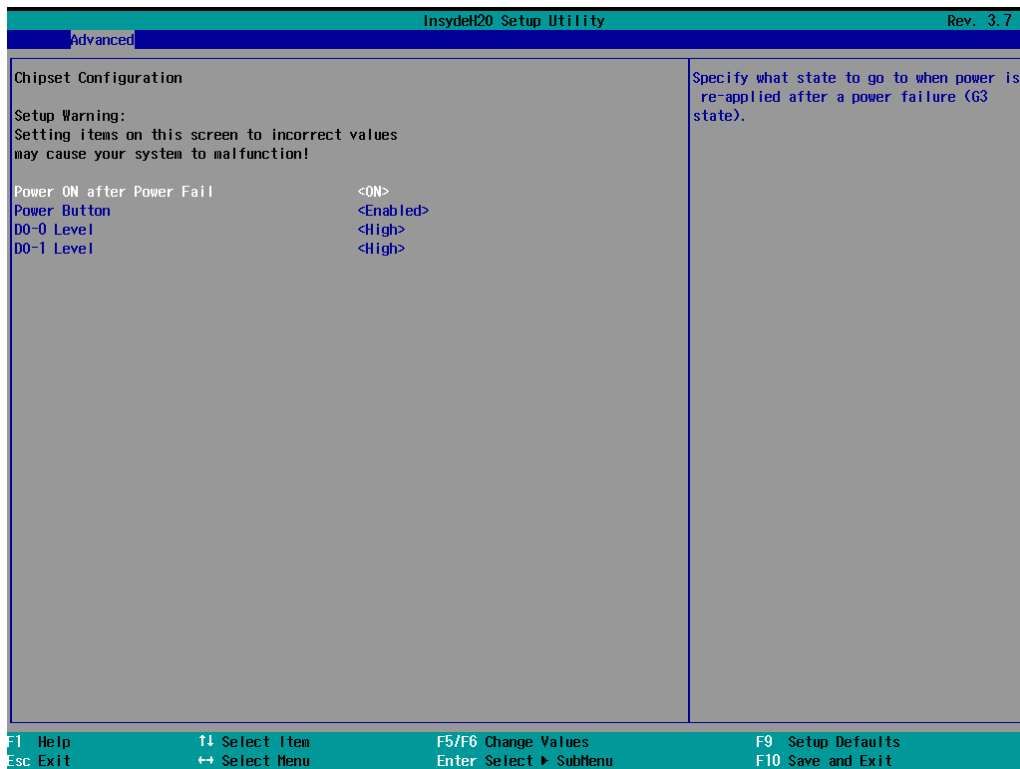 InsydeH2O Setup Utility Rev. 3.7
Advanced
Chipset Configuration
Setup Warning:
Setting items on this screen to incorrect values
may cause your system to malfunction!
Power ON after Power Fail <ON>
Power Button <Enabled>
DO-0 Level <High>
DO-1 Level <High>
Specify what state to go to when power is
re-applied after a power failure (G3
state).
F1 Help ↑↓ Select Item F5/F6 Change Values F9 Setup Defaults
Esc Exit ↔ Select Menu Enter Select ▶ SubMenu F10 Save and Exit